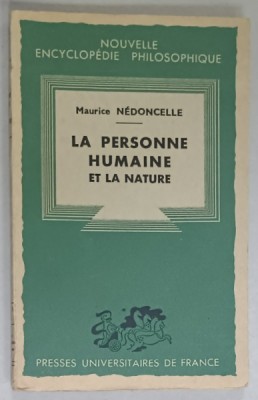 NOUVELLE
ENCYCLOPÉDIE PHILOSOPHIQUE
Maurice NÉDONCELLE
LA PERSONNE
HUMAINE
ET LA NATURE
PRESSES UNIVERSITAIRES DE FRANCE